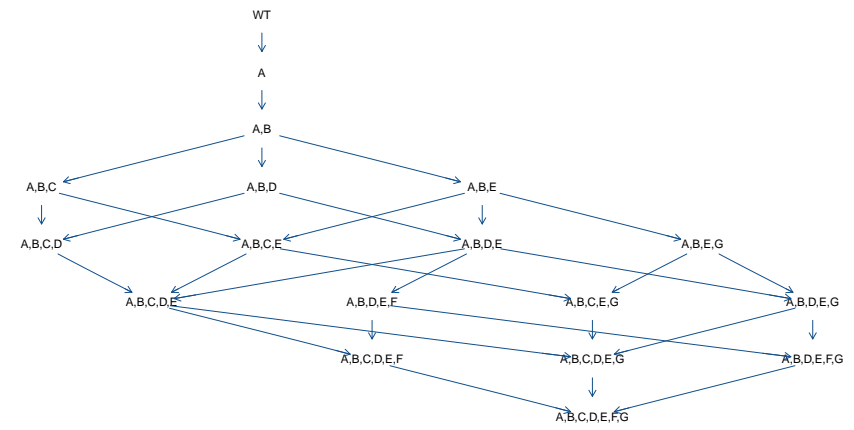 WT
A
A,B
A,B,C
A,B,D
A,B,E
A,B,C,D
A,B,C,E
A,B,D,E
A,B,E,G
A,B,C,D,E
A,B,D,E,F
A,B,C,E,G
A,B,D,E,G
A,B,C,D,E,F
A,B,C,D,E,G
A,B,D,E,F,G
A,B,C,D,E,F,G